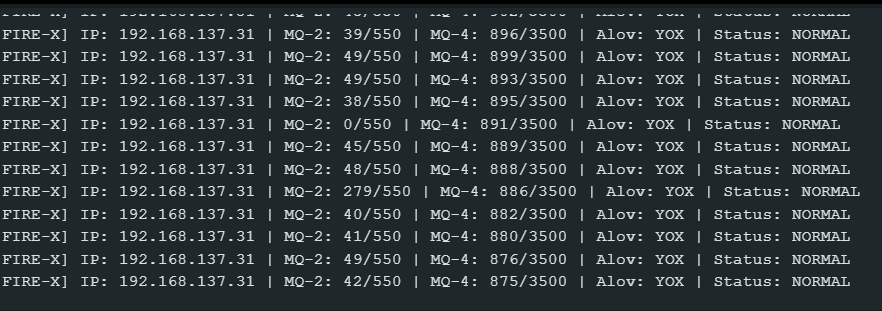 FIRE-X] IP: 192.168.137.31 | MQ-2: 39/550 | MQ-4: 896/3500 | Alov: YOX | Status: NORMAL
FIRE-X] IP: 192.168.137.31 | MQ-2: 49/550 | MQ-4: 899/3500 | Alov: YOX | Status: NORMAL
FIRE-X] IP: 192.168.137.31 | MQ-2: 49/550 | MQ-4: 893/3500 | Alov: YOX | Status: NORMAL
FIRE-X] IP: 192.168.137.31 | MQ-2: 38/550 | MQ-4: 895/3500 | Alov: YOX | Status: NORMAL
FIRE-X] IP: 192.168.137.31 | MQ-2: 0/550 | MQ-4: 891/3500 | Alov: YOX | Status: NORMAL
FIRE-X] IP: 192.168.137.31 | MQ-2: 45/550 | MQ-4: 889/3500 | Alov: YOX | Status: NORMAL
FIRE-X] IP: 192.168.137.31 | MQ-2: 48/550 | MQ-4: 888/3500 | Alov: YOX | Status: NORMAL
FIRE-X] IP: 192.168.137.31 | MQ-2: 279/550 | MQ-4: 886/3500 | Alov: YOX | Status: NORMAL
FIRE-X] IP: 192.168.137.31 | MQ-2: 40/550 | MQ-4: 882/3500 | Alov: YOX | Status: NORMAL
FIRE-X] IP: 192.168.137.31 | MQ-2: 41/550 | MQ-4: 880/3500 | Alov: YOX | Status: NORMAL
FIRE-X] IP: 192.168.137.31 | MQ-2: 49/550 | MQ-4: 876/3500 | Alov: YOX | Status: NORMAL
FIRE-X] IP: 192.168.137.31 | MQ-2: 42/550 | MQ-4: 875/3500 | Alov: YOX | Status: NORMAL